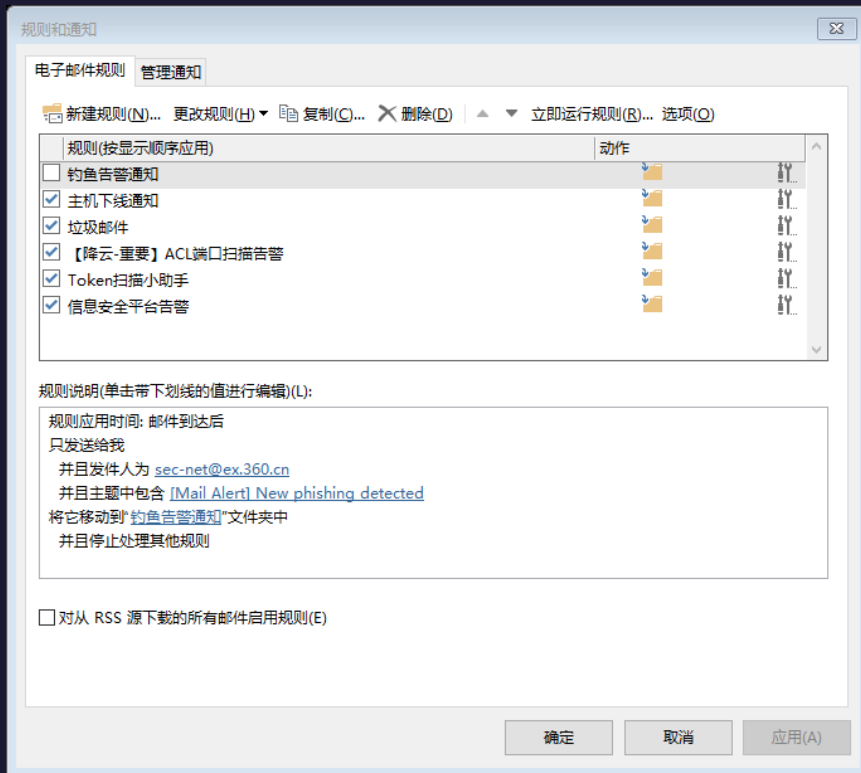 规则和通知
电子邮件规则 管理通知
新建规则(N)... 更改规则(H) 复制(C)... 删除(D) 立即运行规则(R)... 选项(O)
规则(按显示顺序应用) 动作
钓鱼告警通知
主机下线通知
垃圾邮件
【降云-重要】ACL端口扫描告警
Token扫描小助手
信息安全平台告警
规则说明(单击带下划线的值进行编辑)(L):
规则应用时间: 邮件到达后
只发送给我
并且发件人为 sec-net@ex.360.cn
并且主题中包含 [Mail Alert] New phishing detected
将它移动到"钓鱼告警通知"文件夹中
并且停止处理其他规则
对从 RSS 源下载的所有邮件启用规则(E)
确定 取消 应用(A)